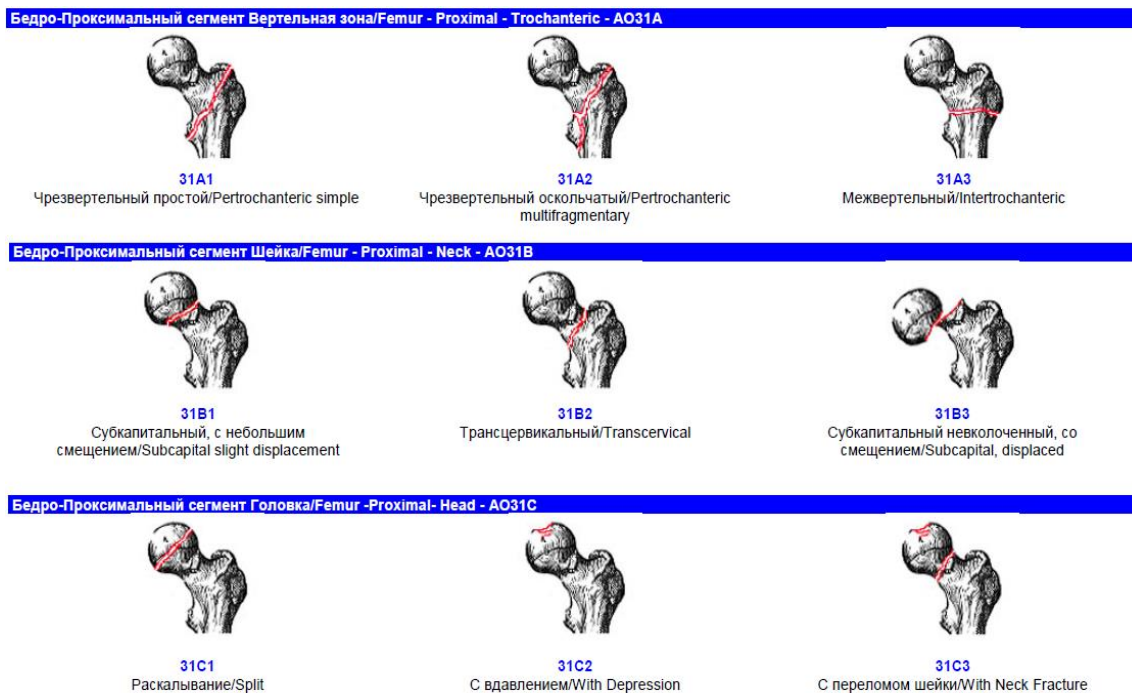 Бедро-Проксимальный сегмент Вертельная зона/Femur - Proximal - Trochanteric - AO31A
31A1
Чрезвертельный простой/Pertrochanteric simple
31A2
Чрезвертельный оскольчатый/Pertrochanteric
multifragmentary
31A3
Межвертельный/Intertrochanteric
Бедро-Проксимальный сегмент Шейка/Femur - Proximal - Neck - AO31B
31B1
Субкапитальный, с небольшим
смещением/Subcapital slight displacement
31B2
Трансцервикальный/Transcervical
31B3
Субкапитальный невколоченный, со
смещением/Subcapital, displaced
Бедро-Проксимальный сегмент Головка/Femur -Proximal- Head - AO31C
31C1
Раскалывание/Split
31C2
С вдавлением/With Depression
31C3
С переломом шейки/With Neck Fracture